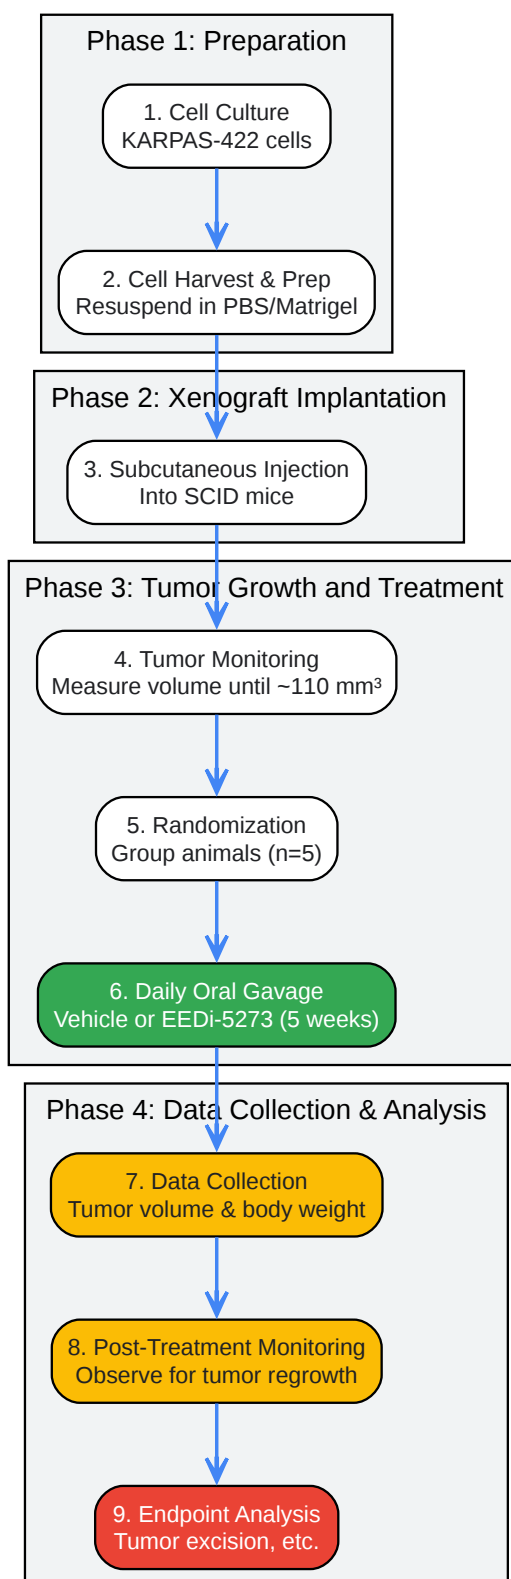 Phase 1: Preparation
1. Cell Culture
KARPAS-422 cells
2. Cell Harvest & Prep
Resuspend in PBS/Matrigel
Phase 2: Xenograft Implantation
3. Subcutaneous Injection
Into SCID mice
Phase 3: Tumor Growth and Treatment
4. Tumor Monitoring
Measure volume until ~110 mm³
5. Randomization
Group animals (n=5)
6. Daily Oral Gavage
Vehicle or EEDi-5273 (5 weeks)
Phase 4: Data Collection & Analysis
7. Data Collection
Tumor volume & body weight
8. Post-Treatment Monitoring
Observe for tumor regrowth
9. Endpoint Analysis
Tumor excision, etc.